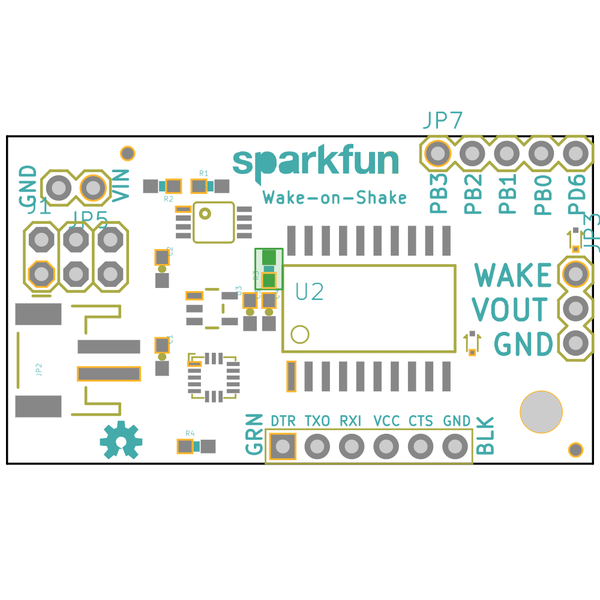 JP7
sparkfun
Wake-on-Shake
GND
VIN
R2
R1
PB3
PB2
PB1
PB0
PD6
J1
JP5
JP3
U2
WAKE
VOUT
GND
JP2
R4
GRN
DTR TXO RXI VCC CTS GND
BLK